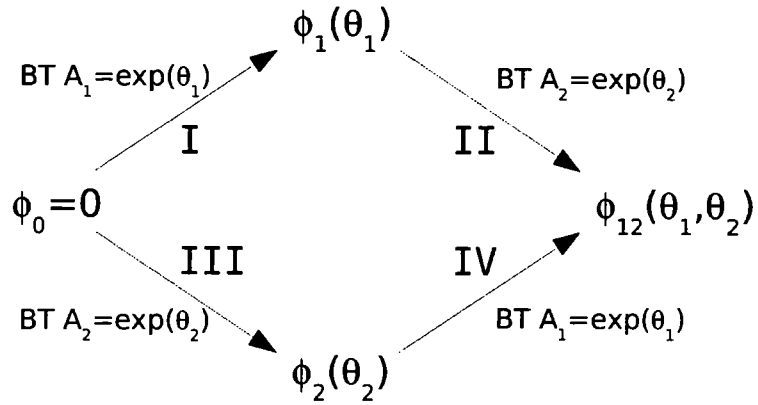 ϕ₁(θ₁)
BT A₁=exp(θ₁)
BT A₂=exp(θ₂)
I
II
ϕ₀=0
ϕ₁₂(θ₁,θ₂)
III
IV
BT A₂=exp(θ₂)
BT A₁=exp(θ₁)
ϕ₂(θ₂)